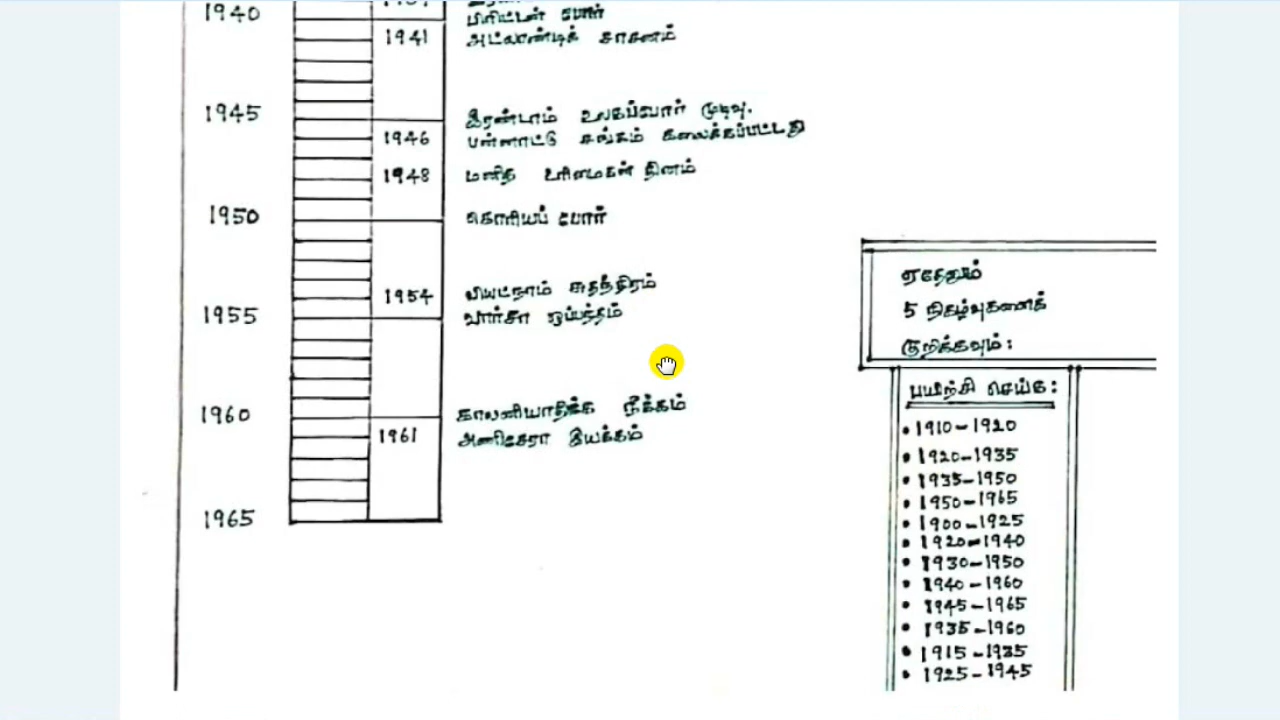 1940
பிரிட்டன் போர்
1941 அட்லாண்டிக் சாசனம்
1945 இரண்டாம் உலகப்போர் முடிவு.
1946 பன்னாட்டு சங்கம் கலைக்கப்பட்டது
1948 மனித உரிமைகள் தினம்
1950 கொரியப் போர்
1954 வியட்நாம் சுதந்திரம்
1955 வார்சா ஒப்பந்தம்
1960 காலனியாதிக்க நீக்கம்
1961 அணிசேரா இயக்கம்
1965
ஏதேனும்
5 நிகழ்வுகளைக்
குறிக்கவும்:
பயிற்சி செய்க:
• 1910-1920
• 1920-1935
• 1935-1950
• 1950-1965
• 1900-1925
• 1920-1940
• 1930-1950
• 1940-1960
• 1945-1965
• 1935-1960
• 1915-1935
• 1925-1945